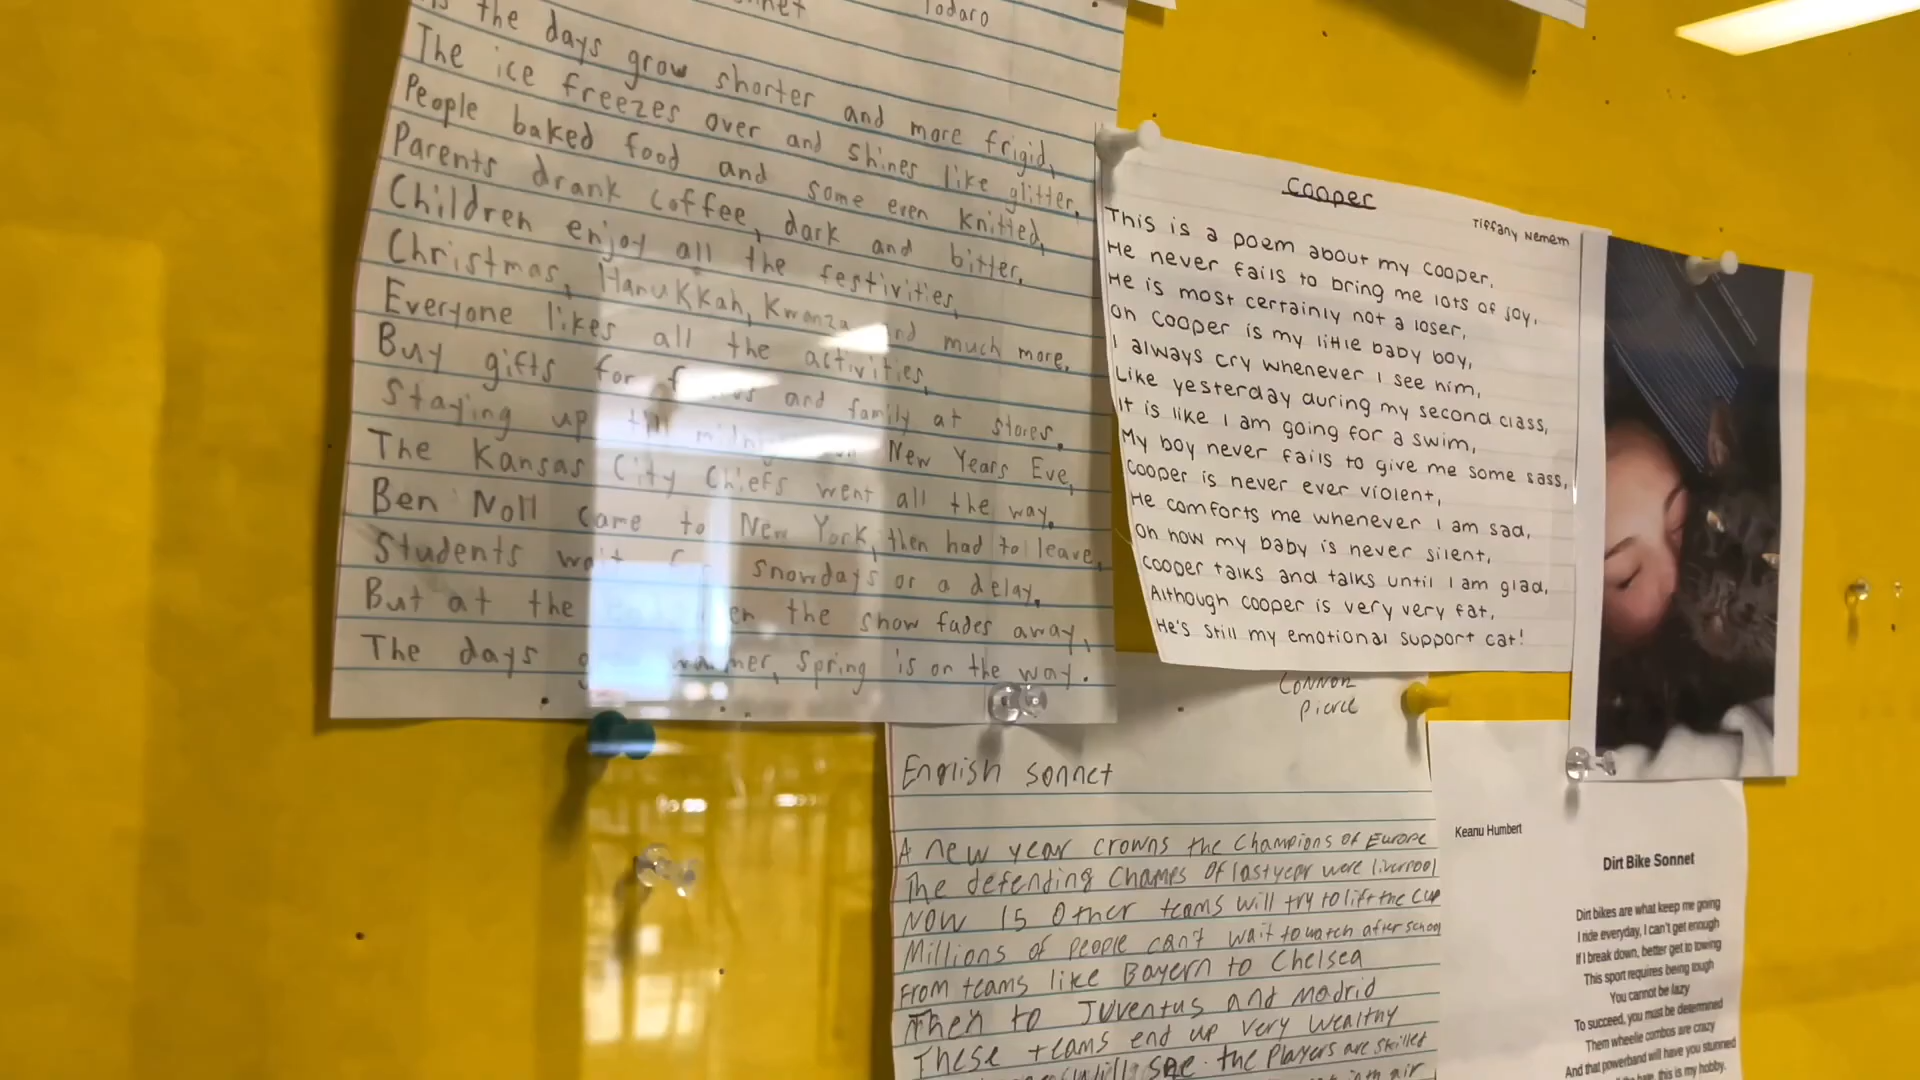 Todaro
the days grow shorter and more frigid,
The ice freezes over and shines like glitter.
People baked food and some even knitted,
Parents drank coffee, dark and bitter.
Children enjoy all the festivities,
Christmas, Hanukkah, Kwanza and much more.
Everyone likes all the activities,
Buy gifts for and family at stores.
Staying up till New Years Eve,
The Kansas City Chiefs went all the way.
Ben Noll came to New York, then had to leave,
Students snowdays or a delay.
But at the the snow fades away,
The days warmer, Spring is on the way.
Cooper
Tiffany Nemem
This is a poem about my cooper.
He never fails to bring me lots of joy,
He is most certainly not a loser,
Oh cooper is my little baby boy,
I always cry whenever I see him,
Like yesterday during my second class,
It is like I am going for a swim,
My boy never fails to give me some sass,
Cooper is never ever violent,
He comforts me whenever I am sad,
Oh how my baby is never silent,
Cooper talks and talks until I am glad,
Although cooper is very very fat,
He's still my emotional support cat!
Connor
Pierce
English sonnet
A new year crowns the Champions of Europe
The defending Champs of last year were liverpool
Now 15 Other teams will try to lift the Cup
Millions of people can't wait to watch after school
From teams like Bayern to Chelsea
Then to Juventus and Madrid
These teams end up very wealthy
will see. the Players are skilled
air
Keanu Humbert
Dirt Bike Sonnet
Dirt bikes are what keep me going
I ride everyday, I can't get enough
If I break down, better get to towing
This sport requires being tough
You cannot be lazy
To succeed, you must be determined
Them wheelie combos are crazy
And that powerband will have you stunned
this is my hobby.